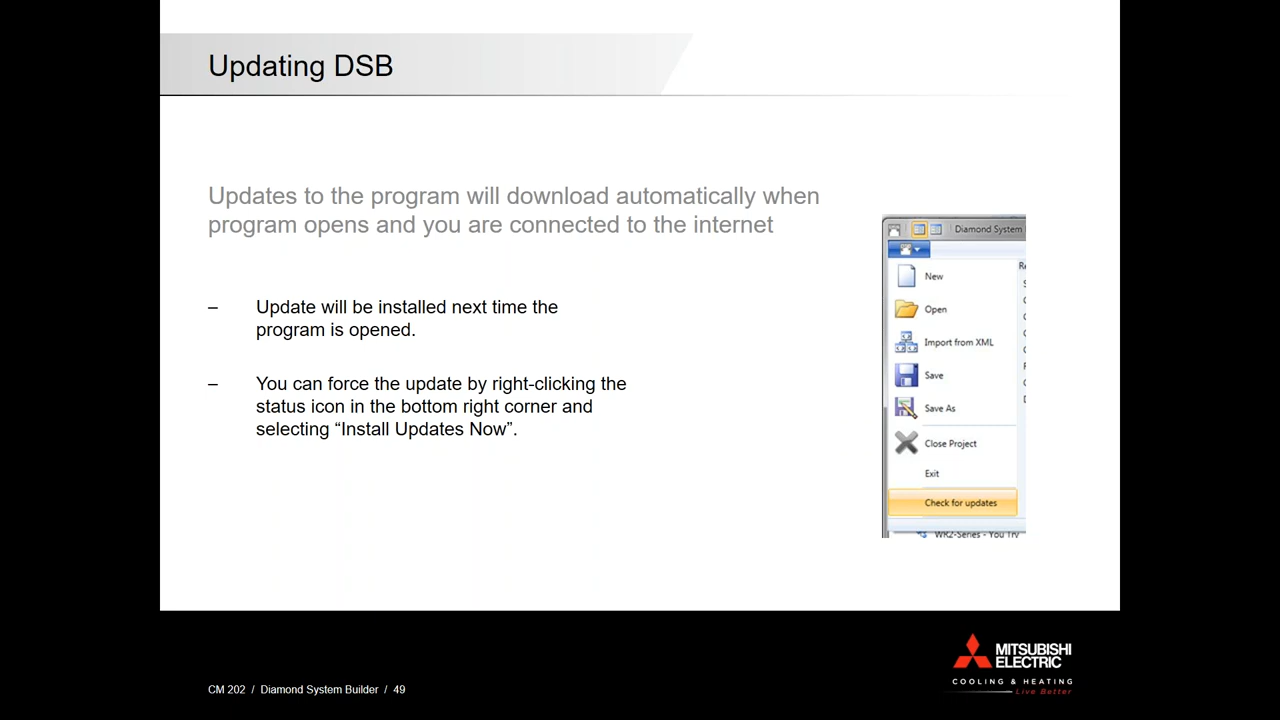 Updating DSB
Updates to the program will download automatically when
program opens and you are connected to the internet
– Update will be installed next time the
program is opened.
– You can force the update by right-clicking the
status icon in the bottom right corner and
selecting “Install Updates Now”.
Diamond System
New
Open
Import from XML
Save
Save As
Close Project
Exit
Check for updates
WR2-Series - You Try
MITSUBISHI
ELECTRIC
COOLING & HEATING
Live Better
CM 202 / Diamond System Builder / 49